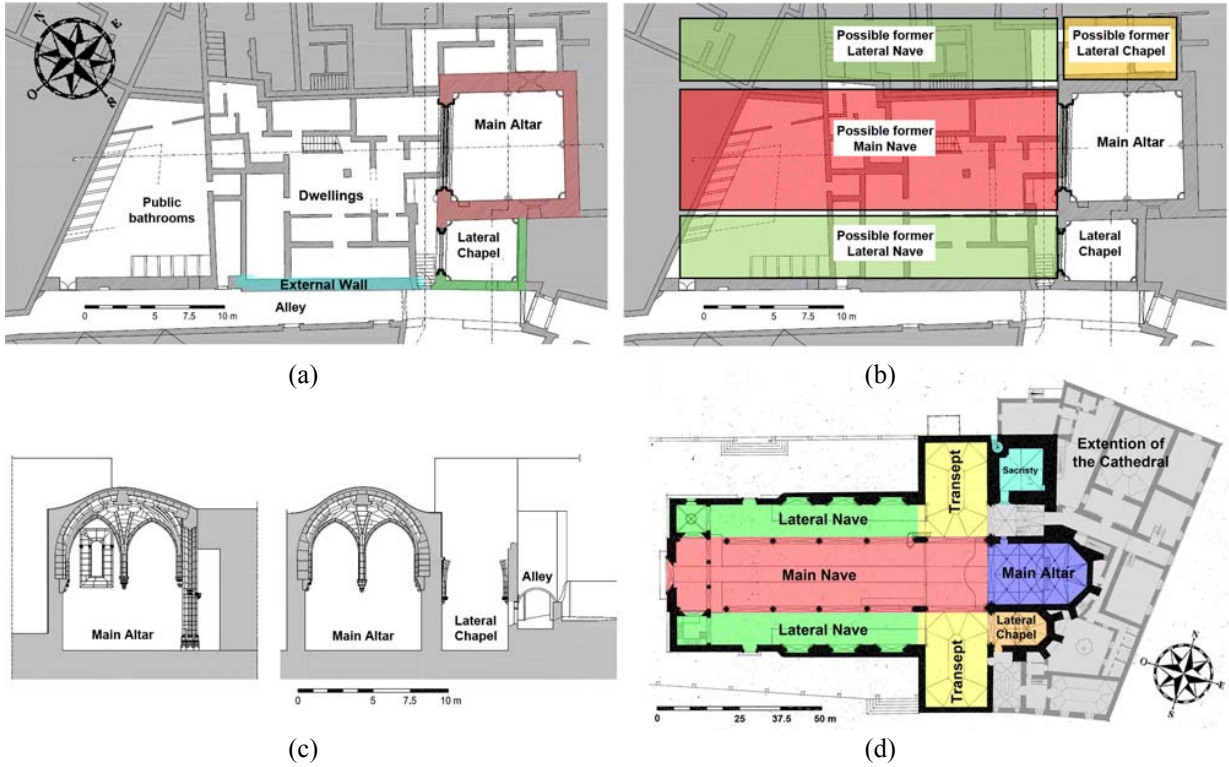 N
E
O
Main Altar
Public
bathrooms
Dwellings
Lateral
Chapel
External Wall
Alley
0 5 7.5 10 m
(a)
Possible former
Lateral Nave
Possible former
Lateral Chapel
Possible former
Main Nave
Main Altar
Possible former
Lateral Nave
Lateral
Chapel
0 5 7.5 10 m
(b)
Main Altar
Main Altar
Lateral
Chapel
Alley
0 5 7.5 10 m
(c)
Extention of
the Cathedral
Transept
Sacristy
Lateral Nave
Main Nave
Main Altar
Lateral Nave
Lateral
Chapel
Transept
N
O
E
S
0 25 37.5 50 m
(d)